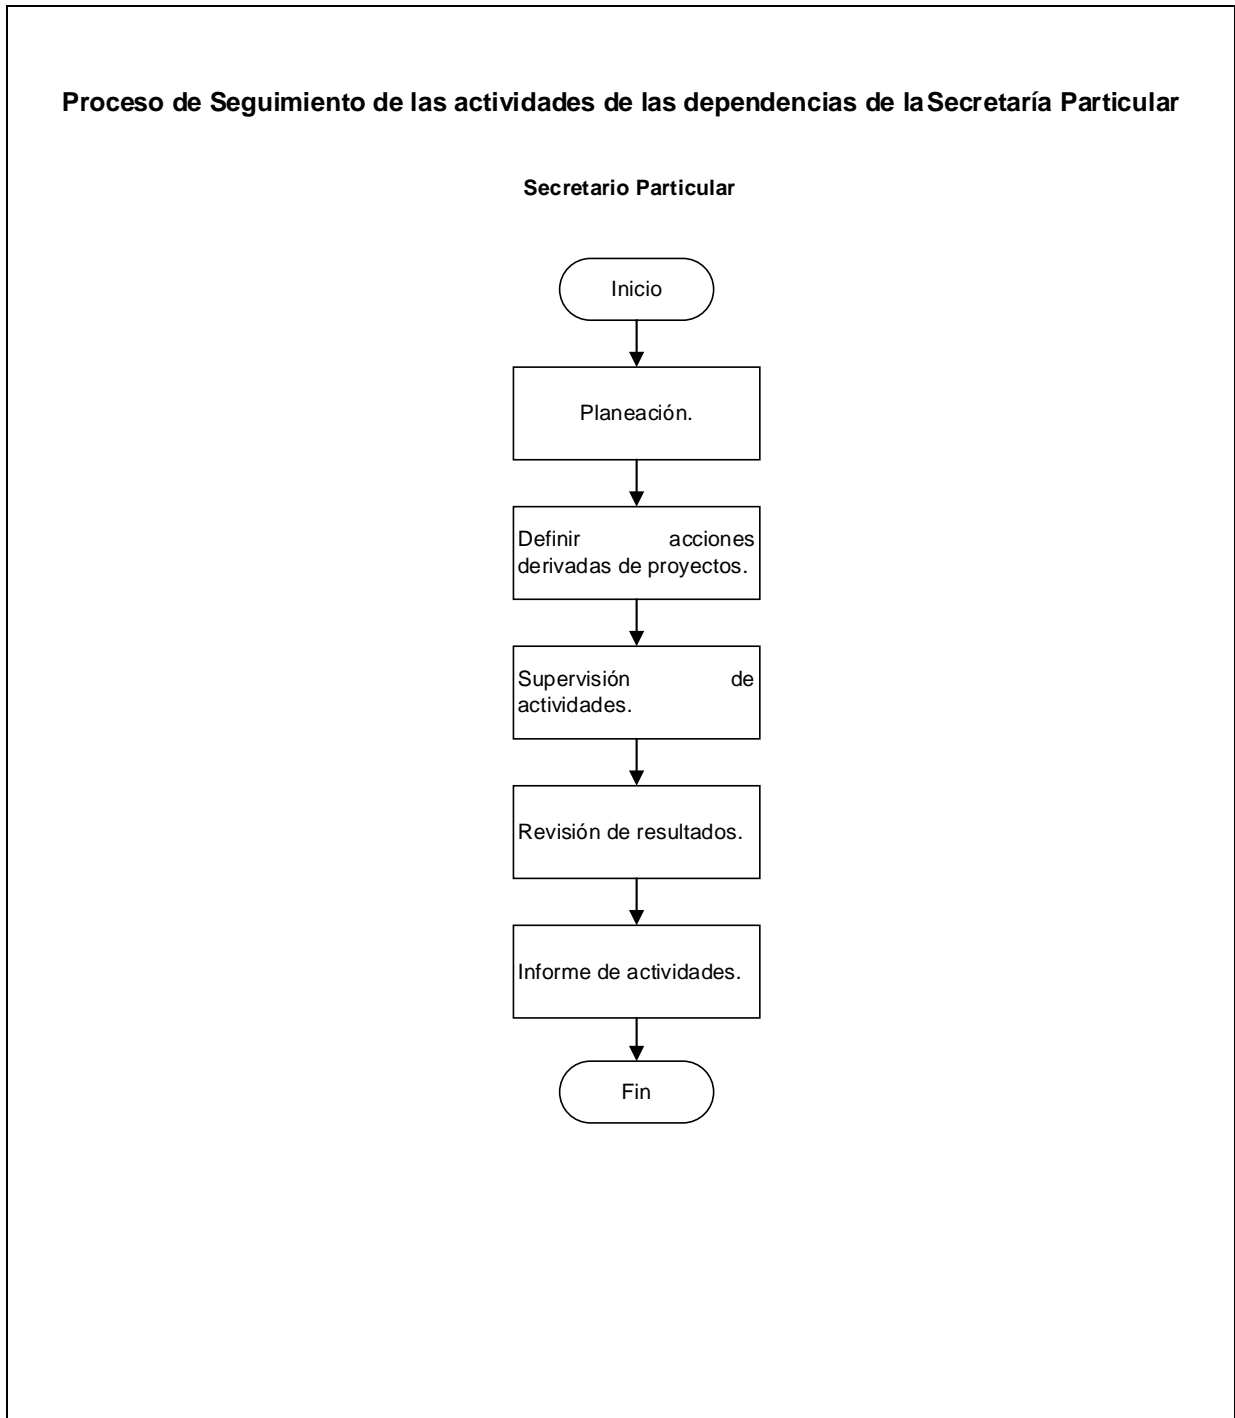 Proceso de Seguimiento de las actividades de las dependencias de la Secretaría Particular
Secretario Particular
Inicio
Planeación.
Definir acciones
derivadas de proyectos.
Supervisión de
actividades.
Revisión de resultados.
Informe de actividades.
Fin